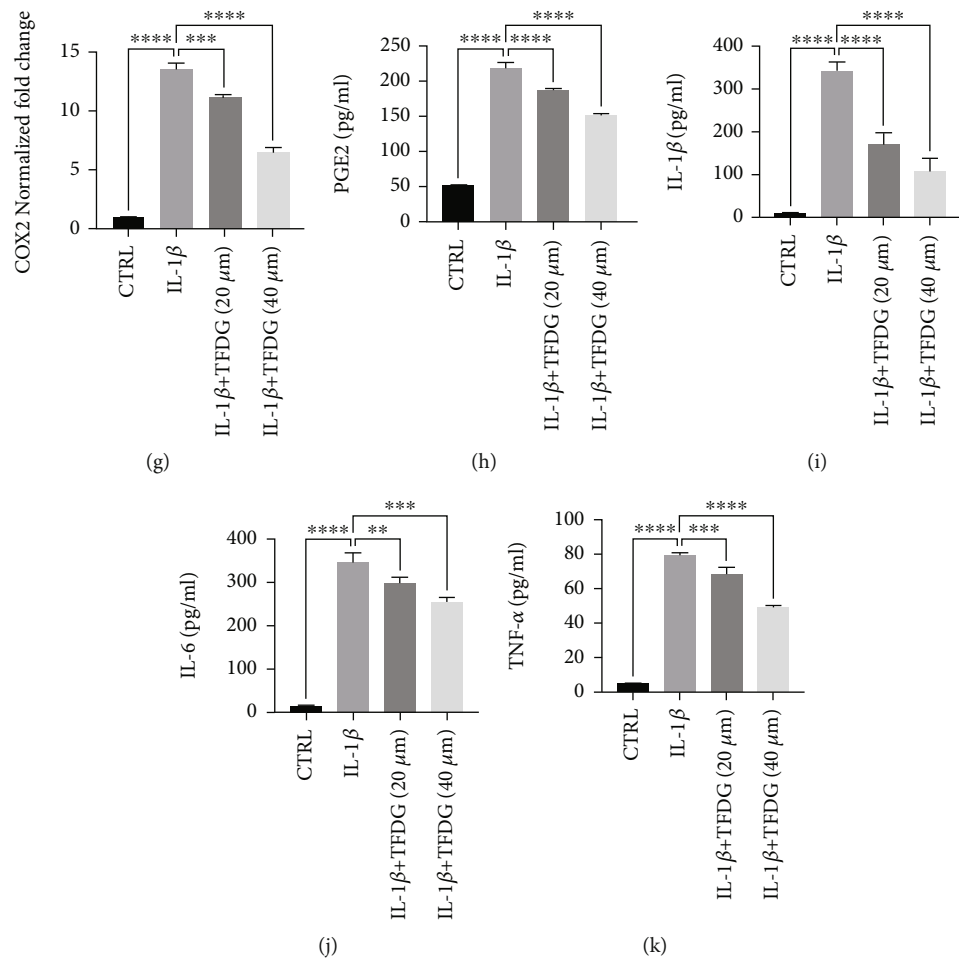 COX2 Normalized fold change
15
10
5
0
**** *** ****
CTRL
IL-1β
IL-1β+TFDG (20 μm)
IL-1β+TFDG (40 μm)
(g)
PGE2 (pg/ml)
250
200
150
100
50
0
**** **** ****
CTRL
IL-1β
IL-1β+TFDG (20 μm)
IL-1β+TFDG (40 μm)
(h)
IL-1β (pg/ml)
400
300
200
100
0
**** **** ****
CTRL
IL-1β
IL-1β+TFDG (20 μm)
IL-1β+TFDG (40 μm)
(i)
IL-6 (pg/ml)
400
300
200
100
0
**** ** ***
CTRL
IL-1β
IL-1β+TFDG (20 μm)
IL-1β+TFDG (40 μm)
(j)
TNF-α (pg/ml)
80
60
40
20
0
**** *** ****
CTRL
IL-1β
IL-1β+TFDG (20 μm)
IL-1β+TFDG (40 μm)
(k)